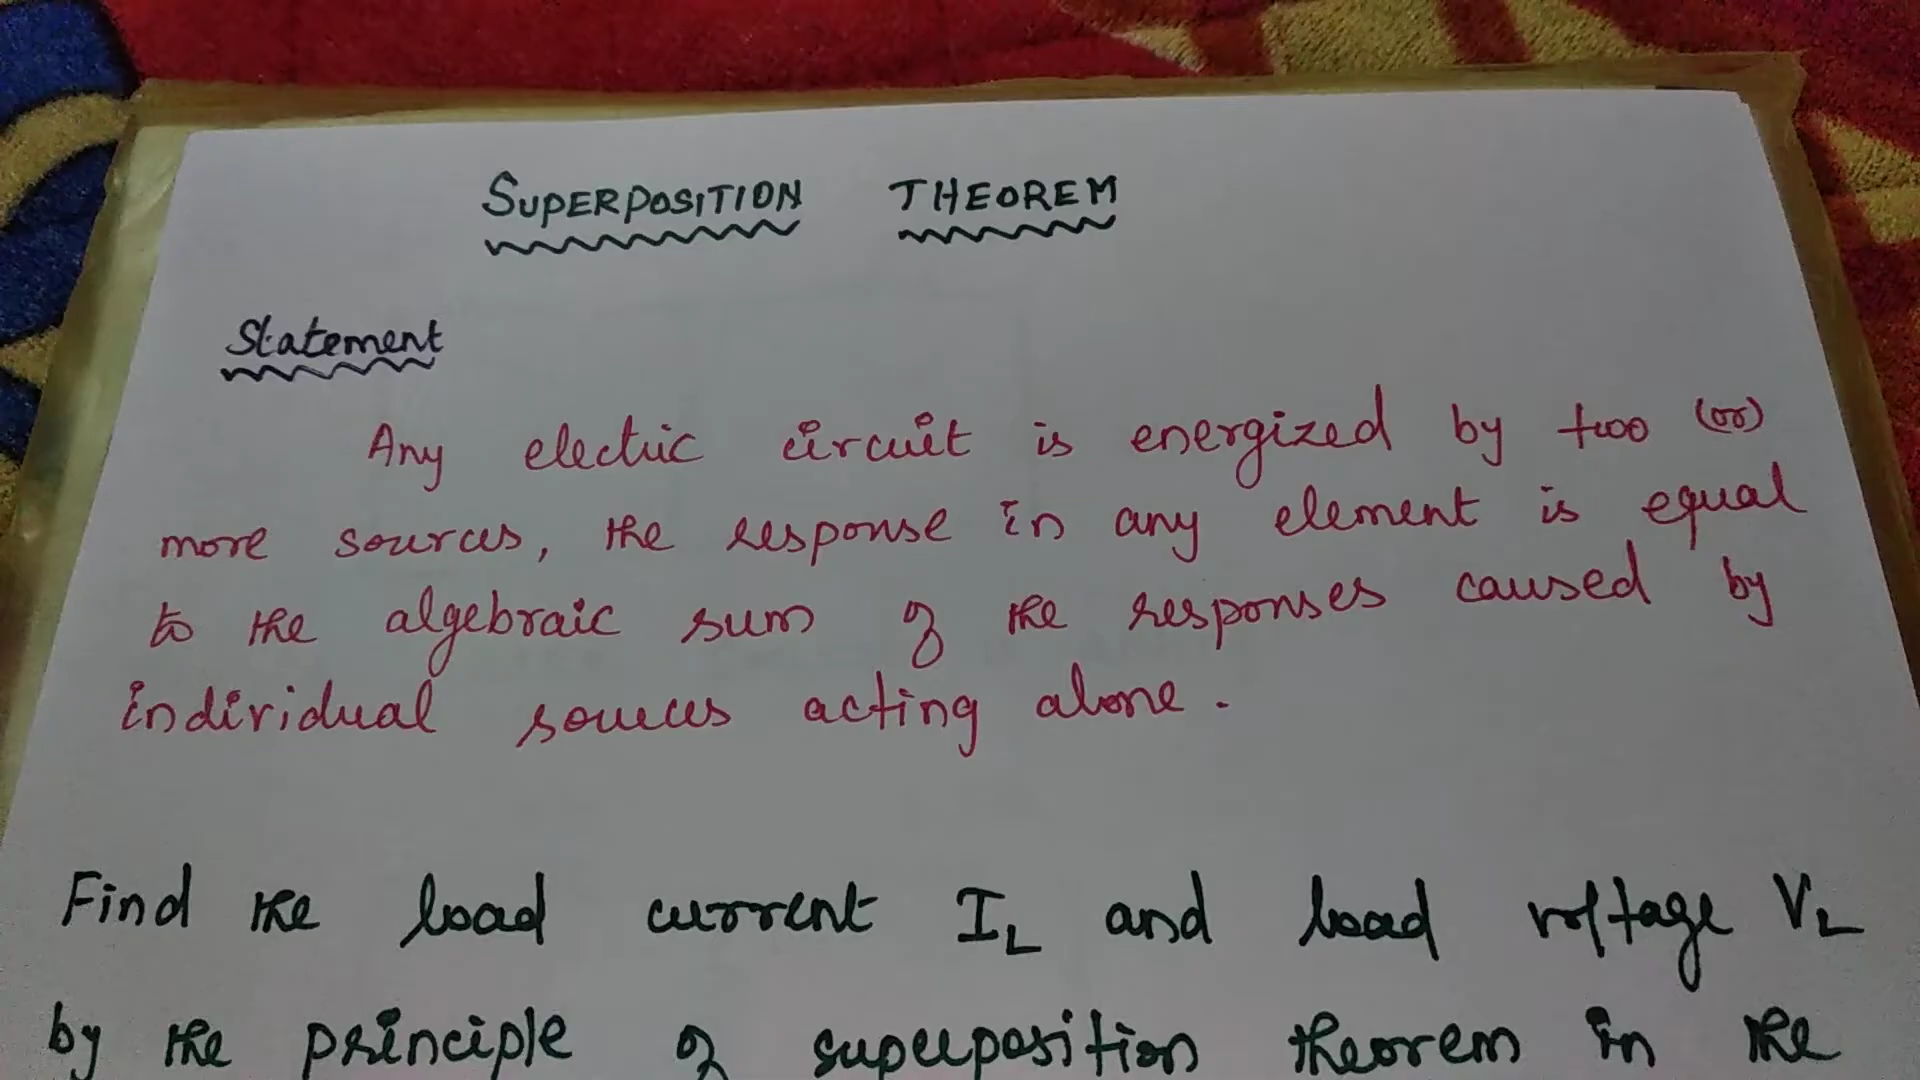 SUPERPOSITION THEOREM
Statement
Any electric circuit is energized by two (or)
more sources, the response in any element is equal
to the algebraic sum of the responses caused by
individual sources acting alone.
Find the load current IL and load voltage VL
by the principle of superposition theorem in the